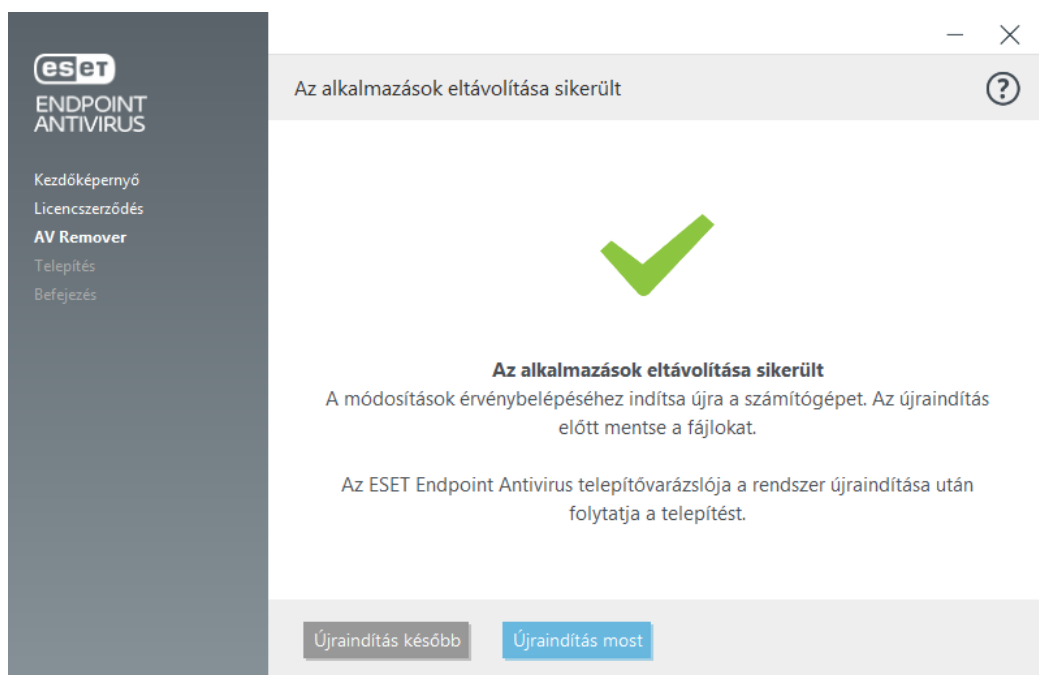 eset
ENDPOINT
ANTIVIRUS
Kezdőképernyő
Licencszerződés
AV Remover
Telepítés
Befejezés
Az alkalmazások eltávolítása sikerült
?
Az alkalmazások eltávolítása sikerült
A módosítások érvénybelépéséhez indítsa újra a számítógépet. Az újraindítás
előtt mentse a fájlokat.
Az ESET Endpoint Antivirus telepítővarázslója a rendszer újraindítása után
folytatja a telepítést.
Újraindítás később
Újraindítás most